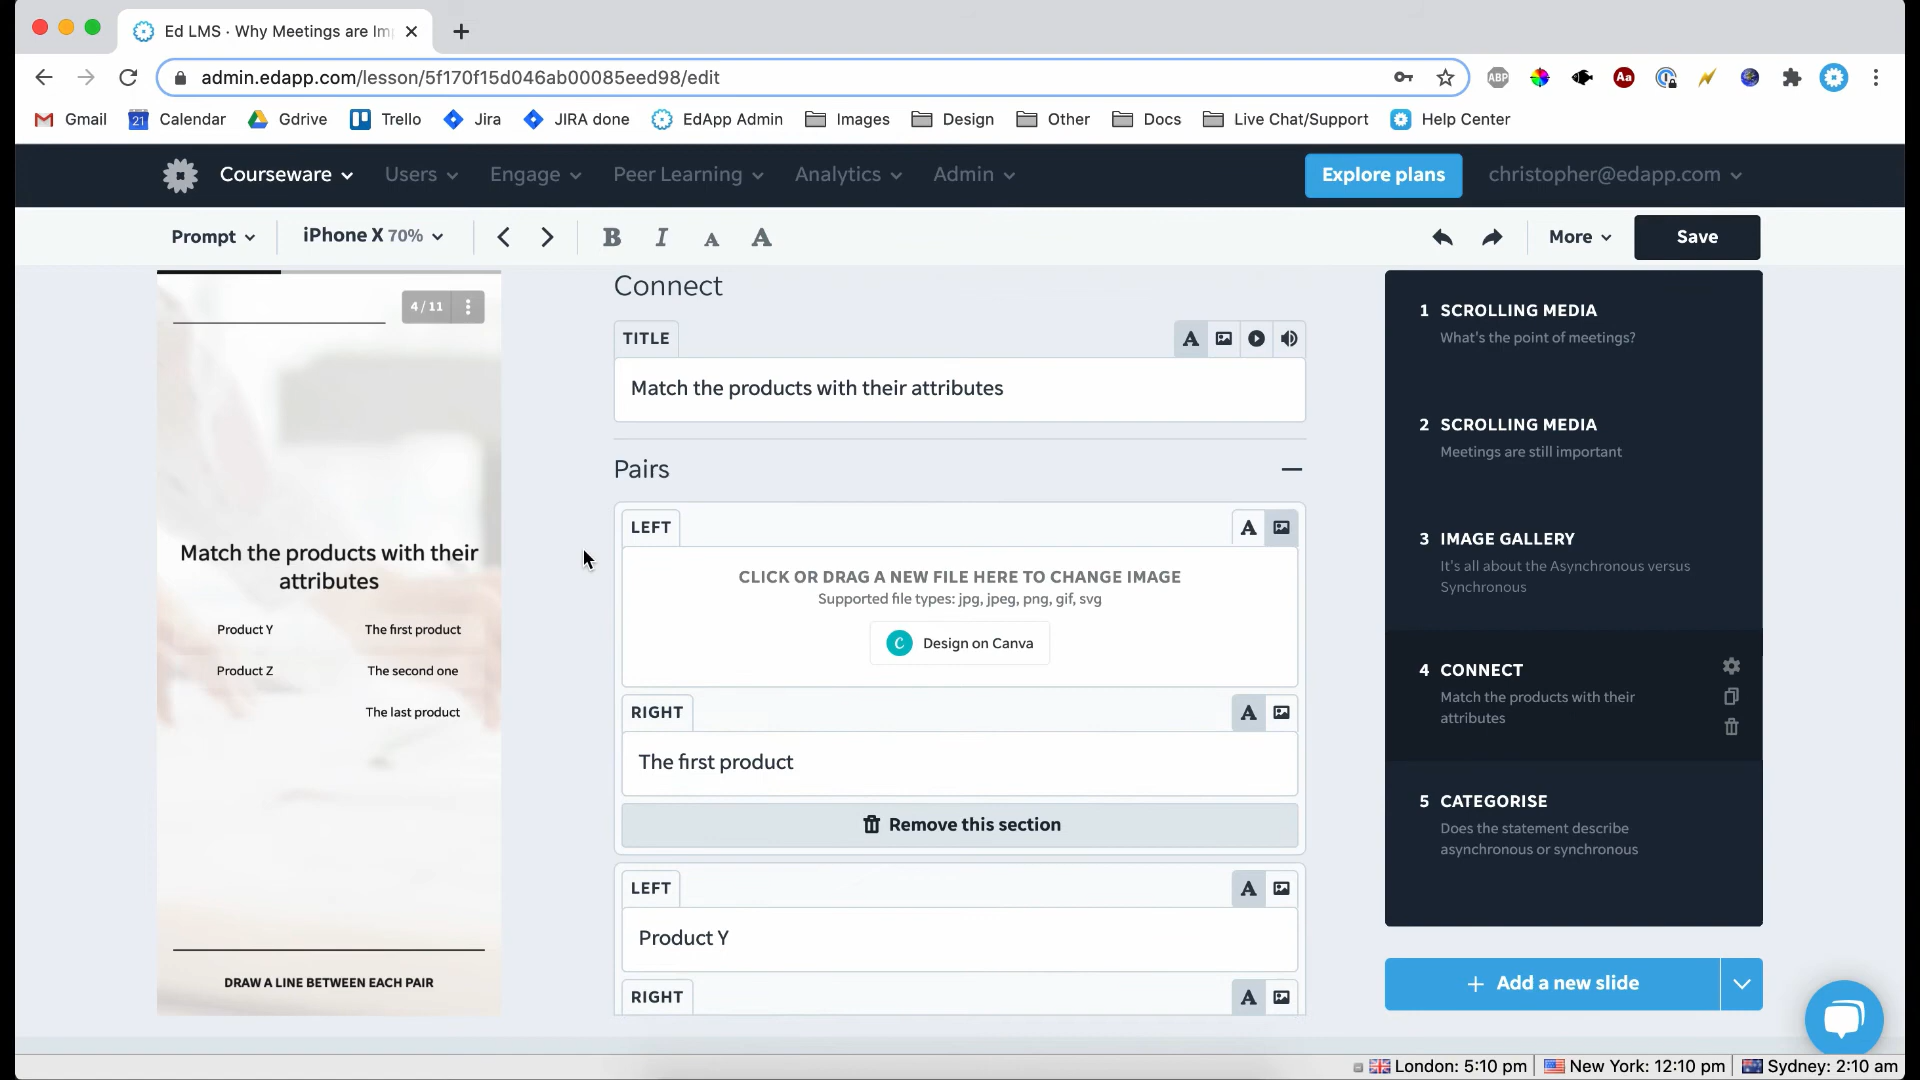 Ed LMS · Why Meetings are Im
admin.edapp.com/lesson/5f170f15d046ab00085eed98/edit
ABP
Aa
Gmail
21
Calendar
Gdrive
Trello
Jira
JIRA done
EdApp Admin
Images
Design
Other
Docs
Live Chat/Support
Help Center
Courseware
Users
Engage
Peer Learning
Analytics
Admin
Explore plans
christopher@edapp.com
Prompt
iPhone X 70%
B
I
A
A
More
Save
4 / 11
Match the products with their
attributes
Product Y
The first product
Product Z
The second one
The last product
DRAW A LINE BETWEEN EACH PAIR
Connect
TITLE
A
Match the products with their attributes
Pairs
LEFT
A
CLICK OR DRAG A NEW FILE HERE TO CHANGE IMAGE
Supported file types: jpg, jpeg, png, gif, svg
C
Design on Canva
RIGHT
A
The first product
Remove this section
LEFT
A
Product Y
RIGHT
A
1 SCROLLING MEDIA
What's the point of meetings?
2 SCROLLING MEDIA
Meetings are still important
3 IMAGE GALLERY
It's all about the Asynchronous versus
Synchronous
4 CONNECT
Match the products with their
attributes
5 CATEGORISE
Does the statement describe
asynchronous or synchronous
+ Add a new slide
London: 5:10 pm
New York: 12:10 pm
Sydney: 2:10 am